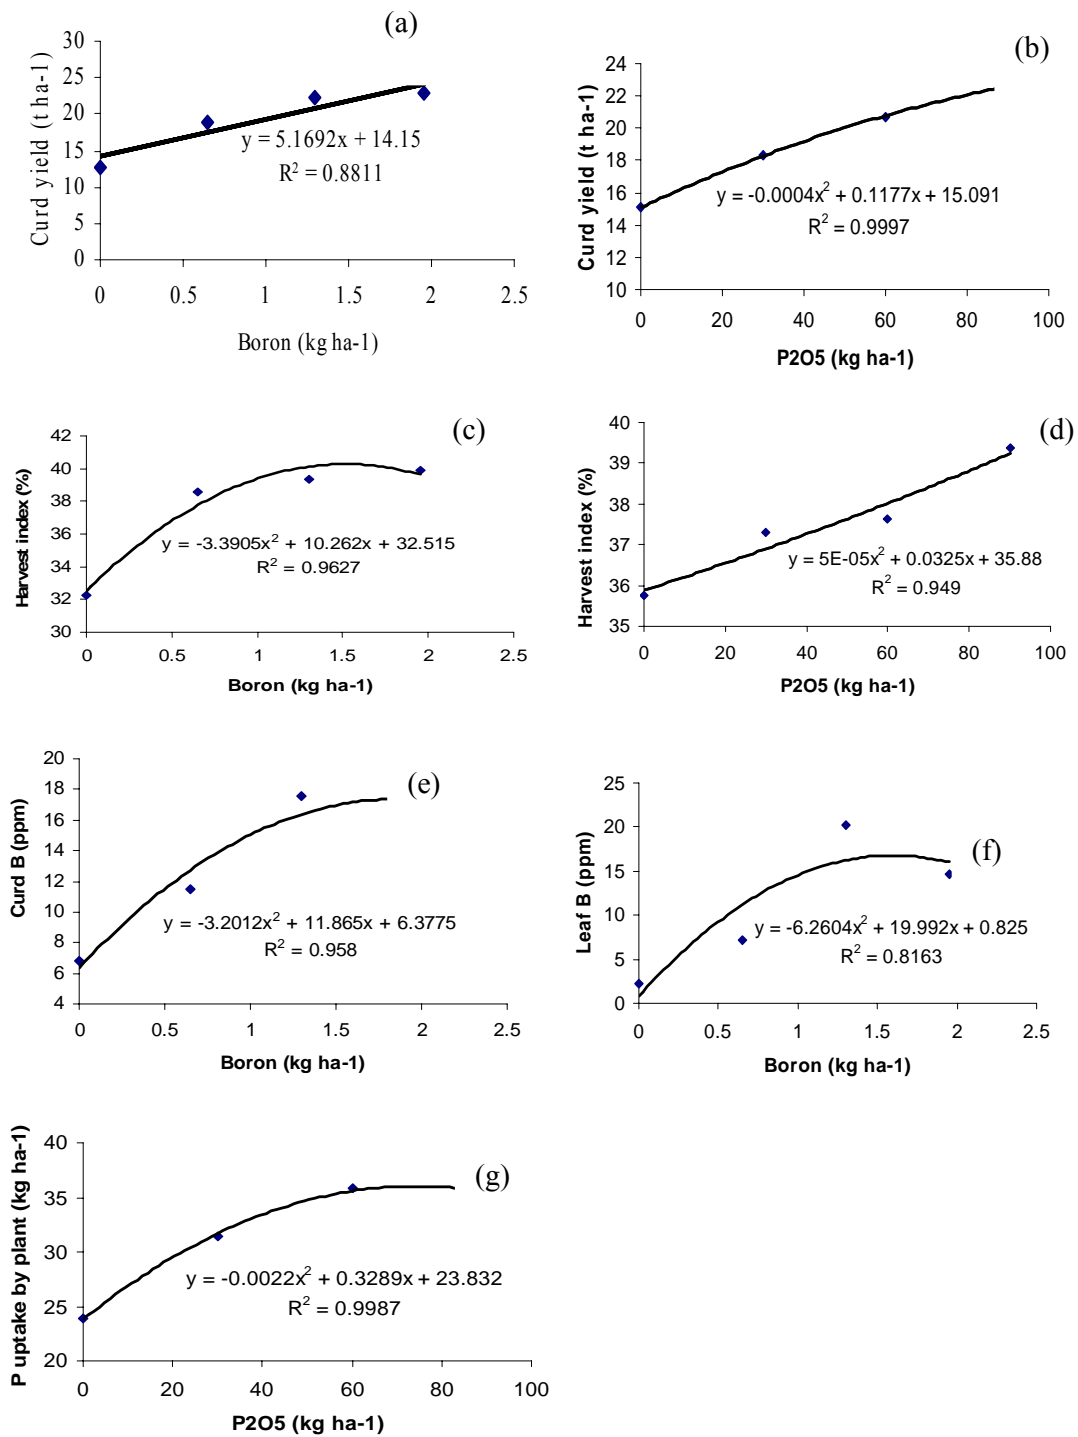 (a)
30
25
20
15
10
5
0
Curd yield (t ha-1)
y = 5.1692x + 14.15
R² = 0.8811
0 0.5 1 1.5 2 2.5
Boron (kg ha-1)
(b)
24
22
20
18
16
14
12
10
Curd yield (t ha-1)
y = -0.0004x² + 0.1177x + 15.091
R² = 0.9997
0 20 40 60 80 100
P2O5 (kg ha-1)
(c)
42
40
38
36
34
32
30
Harvest index (%)
y = -3.3905x² + 10.262x + 32.515
R² = 0.9627
0 0.5 1 1.5 2 2.5
Boron (kg ha-1)
(d)
40
39
38
37
36
35
Harvest index (%)
y = 5E-05x² + 0.0325x + 35.88
R² = 0.949
0 20 40 60 80 100
P2O5 (kg ha-1)
(e)
20
18
16
14
12
10
8
6
4
Curd B (ppm)
y = -3.2012x² + 11.865x + 6.3775
R² = 0.958
0 0.5 1 1.5 2 2.5
Boron (kg ha-1)
(f)
25
20
15
10
5
0
Leaf B (ppm)
y = -6.2604x² + 19.992x + 0.825
R² = 0.8163
0 0.5 1 1.5 2 2.5
Boron (kg ha-1)
(g)
40
35
30
25
20
P uptake by plant (kg ha-1)
y = -0.0022x² + 0.3289x + 23.832
R² = 0.9987
0 20 40 60 80 100
P2O5 (kg ha-1)